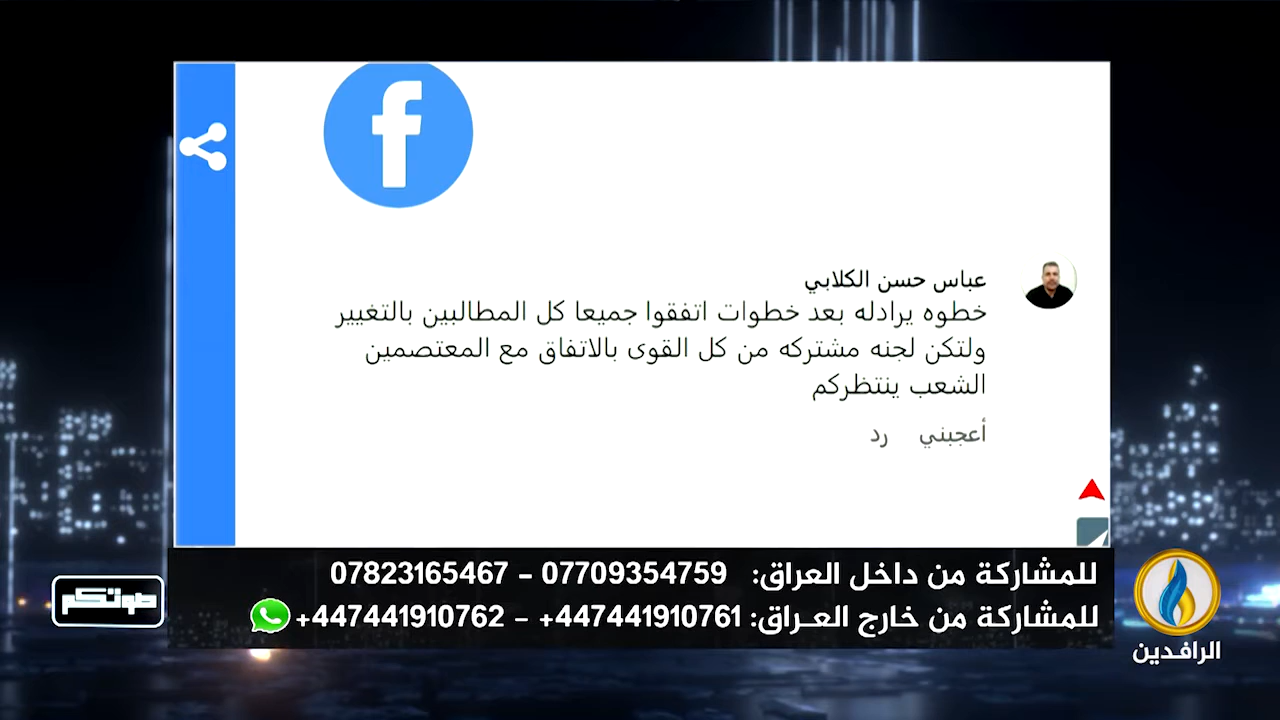 عباس حسن الكلابي
خطوه يرادله بعد خطوات اتفقوا جميعا كل المطالبين بالتغيير
ولتكن لجنه مشتركه من كل القوى بالاتفاق مع المعتصمين
الشعب ينتظركم
أعجبني رد
للمشاركة من داخل العراق: 07709354759 - 07823165467
للمشاركة من خارج العـراق: 447441910761+ - 447441910762+
صوتكم
الرافدين